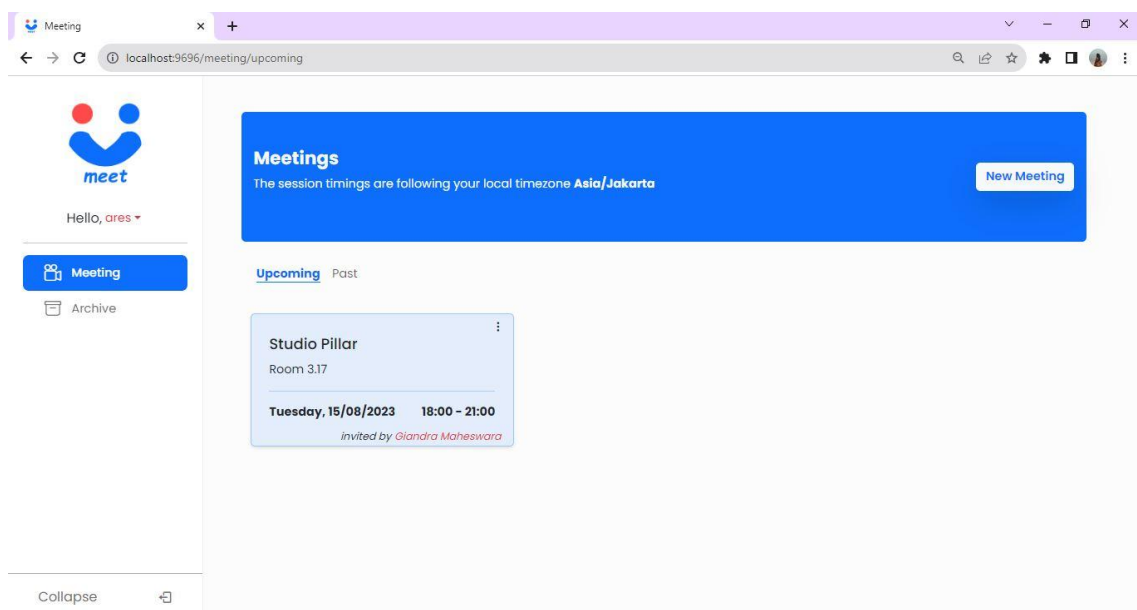 Meeting
localhost:9696/meeting/upcoming
meet
Hello, ares
Meeting
Archive
Collapse
Meetings
The session timings are following your local timezone Asia/Jakarta
New Meeting
Upcoming Past
Studio Pillar
Room 3.17
Tuesday, 15/08/2023 18:00 - 21:00
invited by Giandra Maheswara